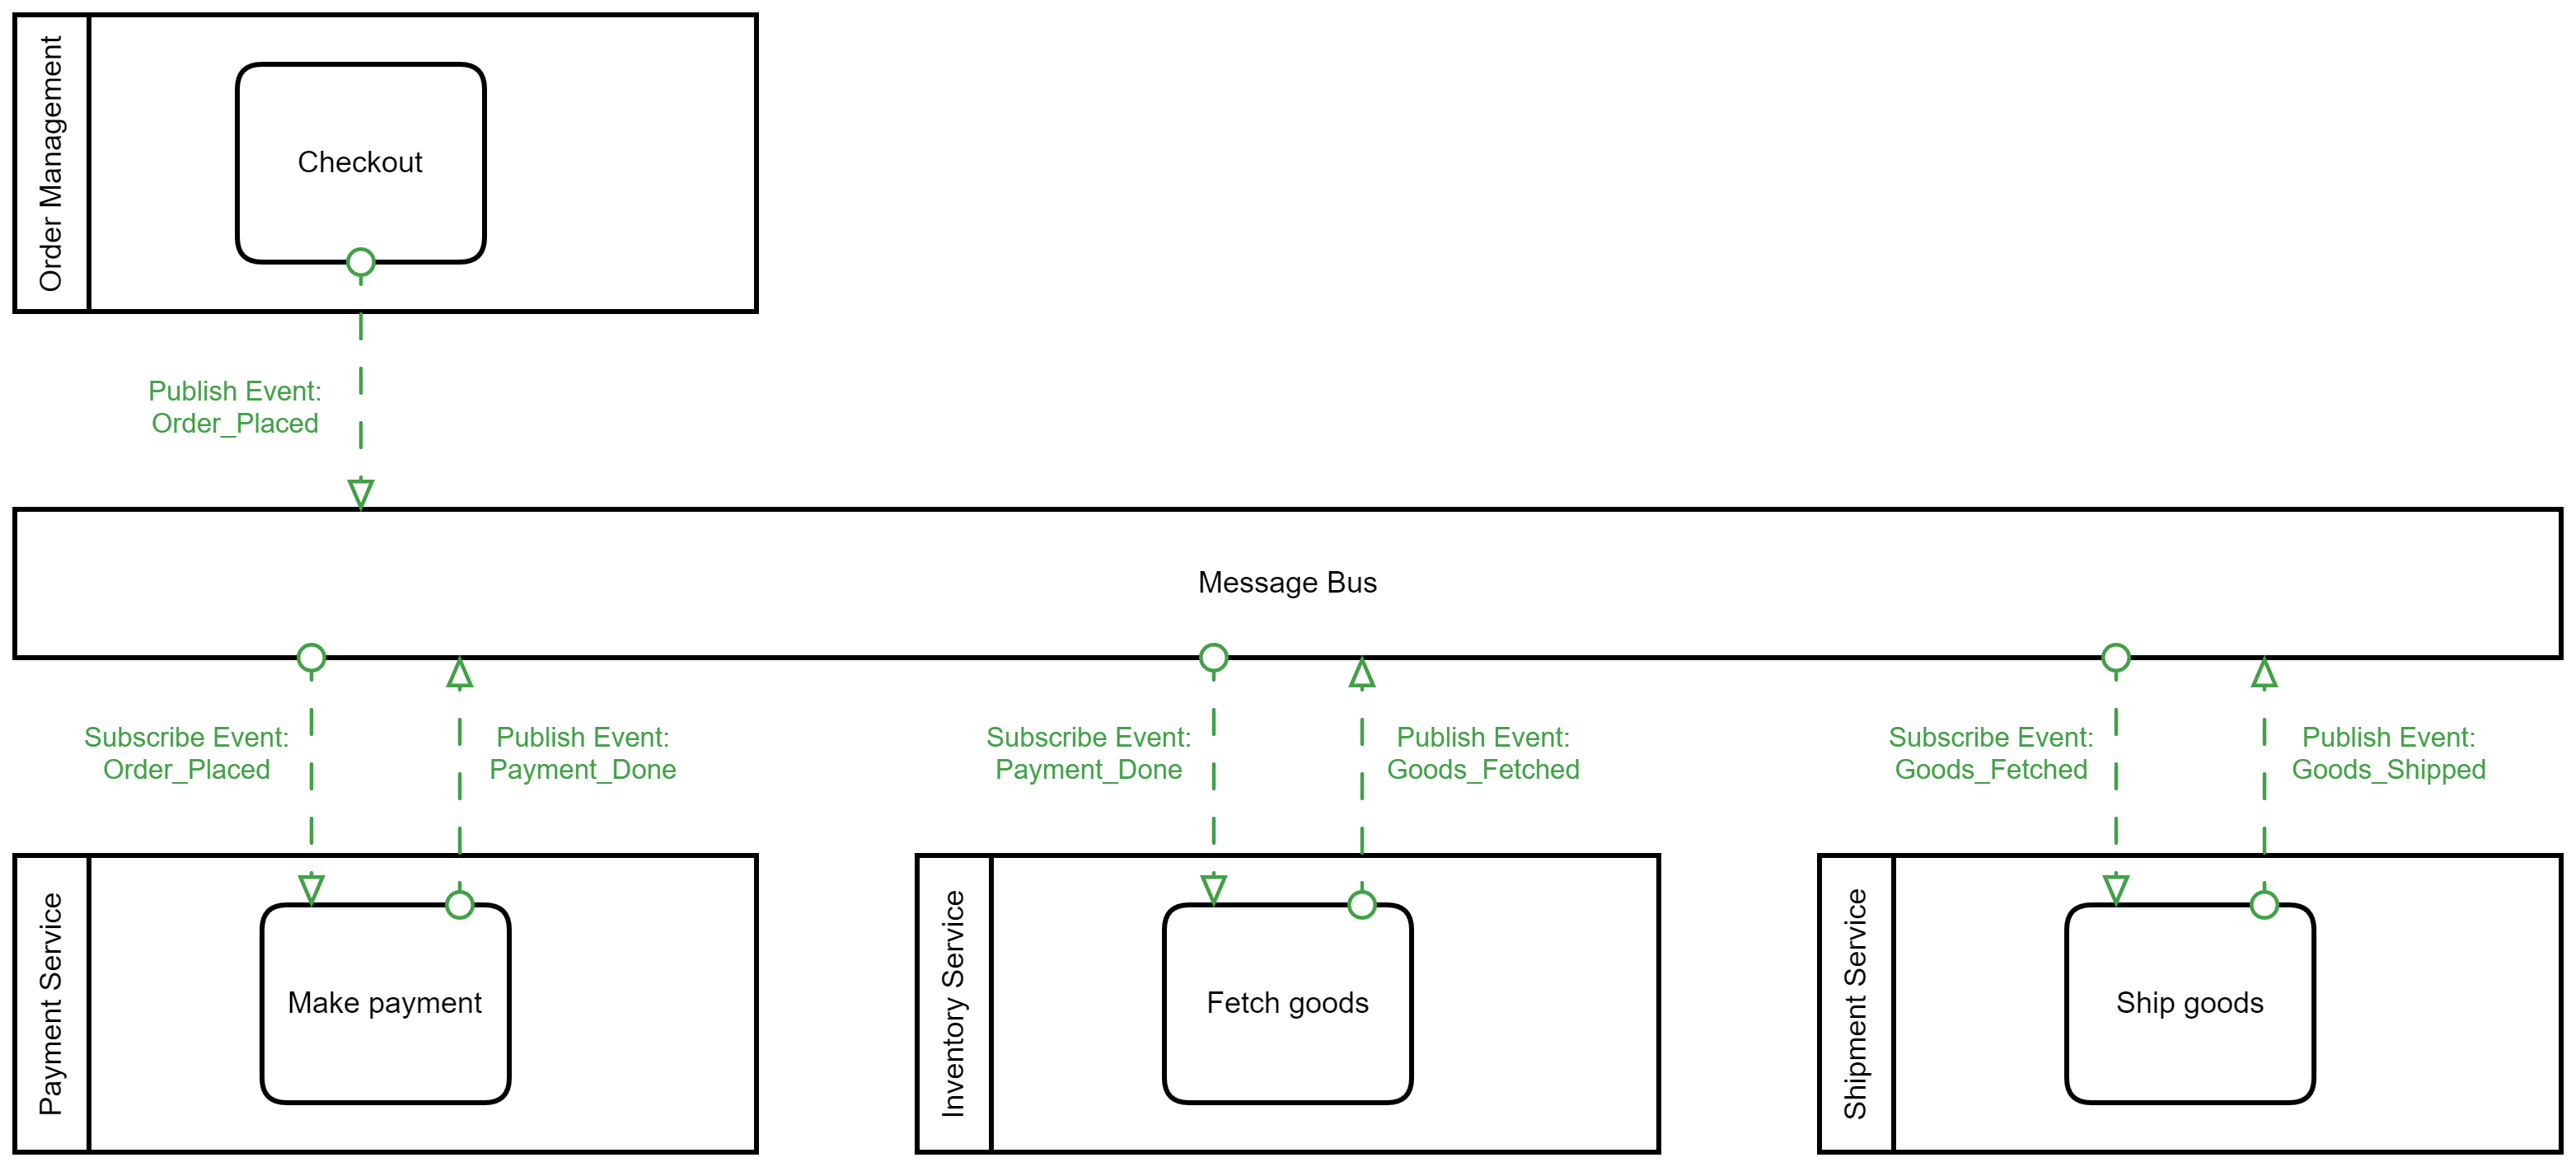 Order Management
Checkout
Publish Event:
Order_Placed
Message Bus
Subscribe Event:
Order_Placed
Publish Event:
Payment_Done
Subscribe Event:
Payment_Done
Publish Event:
Goods_Fetched
Subscribe Event:
Goods_Fetched
Publish Event:
Goods_Shipped
Payment Service
Make payment
Inventory Service
Fetch goods
Shipment Service
Ship goods